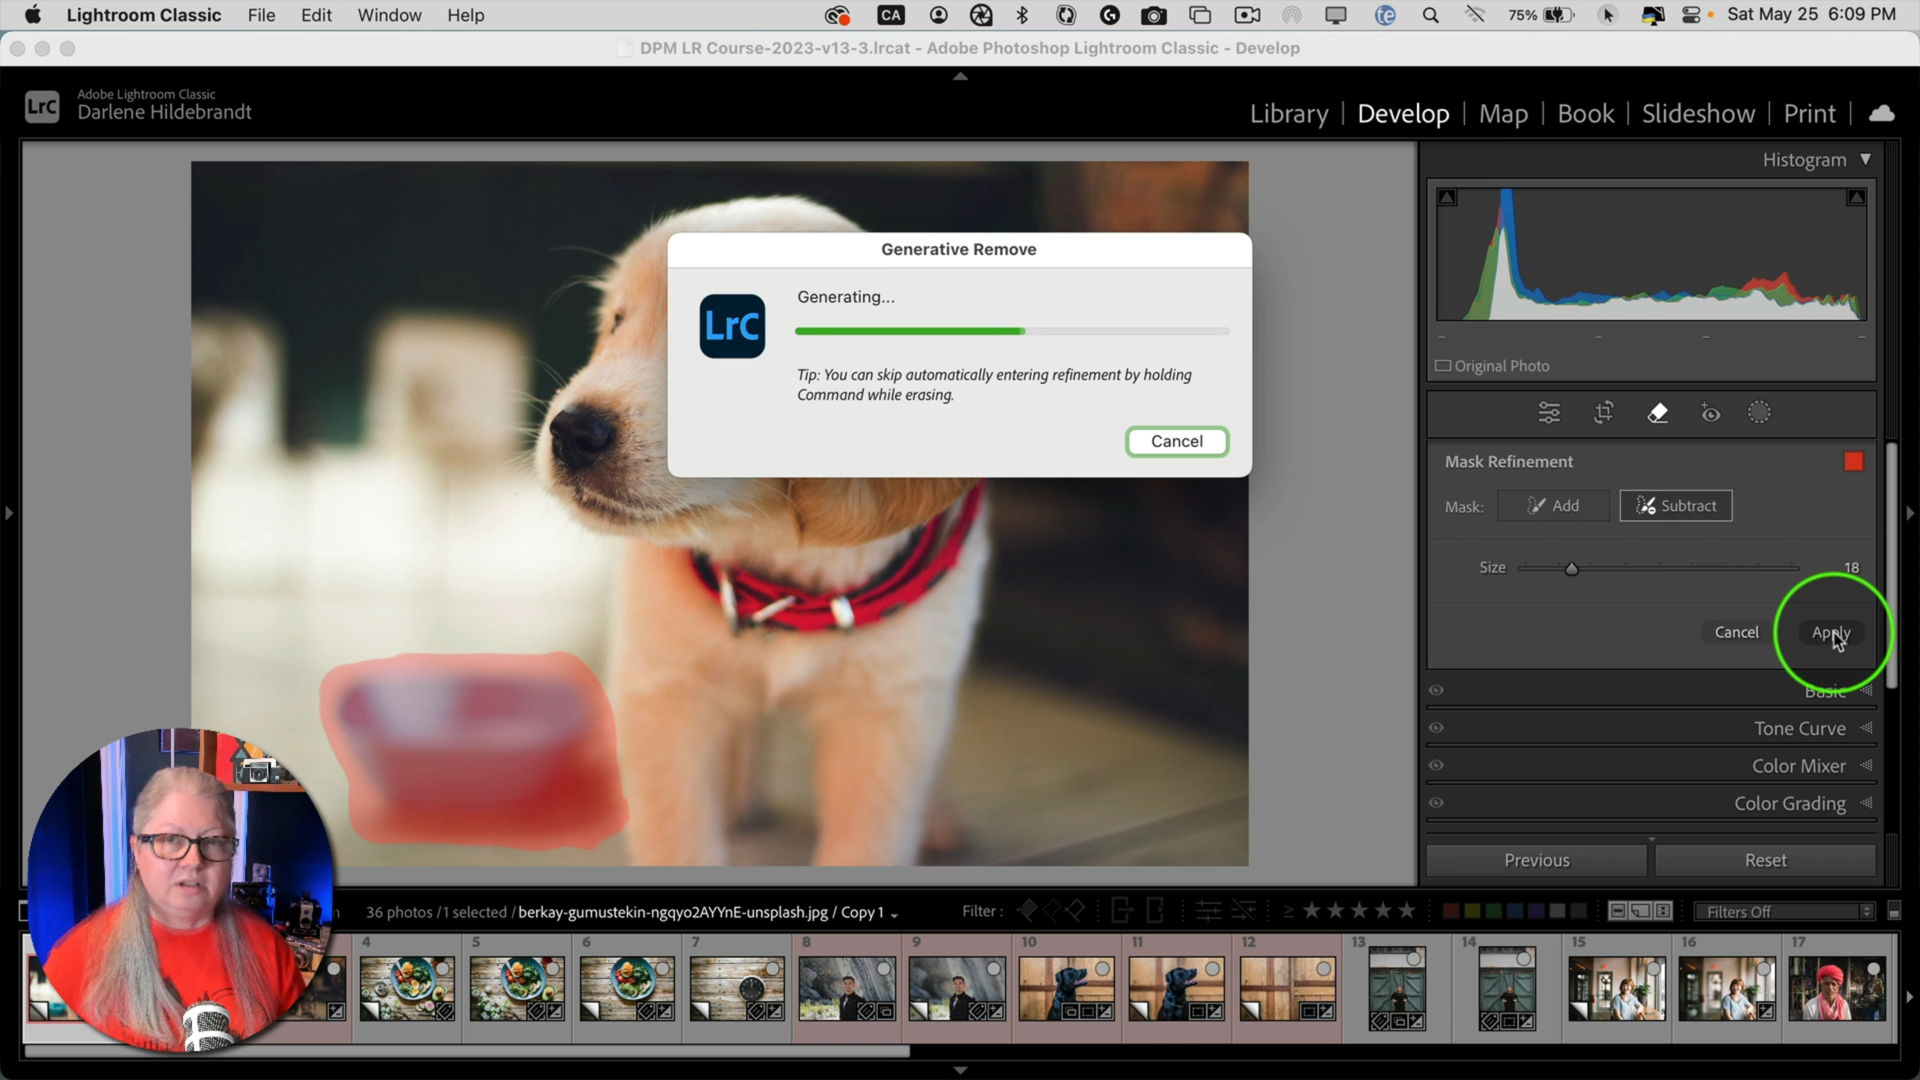 Lightroom Classic File Edit Window Help
CA
te
75%
Sat May 25 6:09 PM
DPM LR Course-2023-v13-3.lrcat - Adobe Photoshop Lightroom Classic - Develop
LrC
Adobe Lightroom Classic
Darlene Hildebrandt
Library | Develop | Map | Book | Slideshow | Print |
Histogram
Original Photo
Generative Remove
LrC
Generating...
Tip: You can skip automatically entering refinement by holding
Command while erasing.
Cancel
Mask Refinement
Mask: Add Subtract
Size 18
Cancel Apply
Basic
Tone Curve
Color Mixer
Color Grading
Previous Reset
36 photos /1 selected / berkay-gumustekin-ngqyo2AYYnE-unsplash.jpg / Copy 1
Filter :
≥
Filters Off
4 5 6 7 8 9 10 11 12 13 14 15 16 17